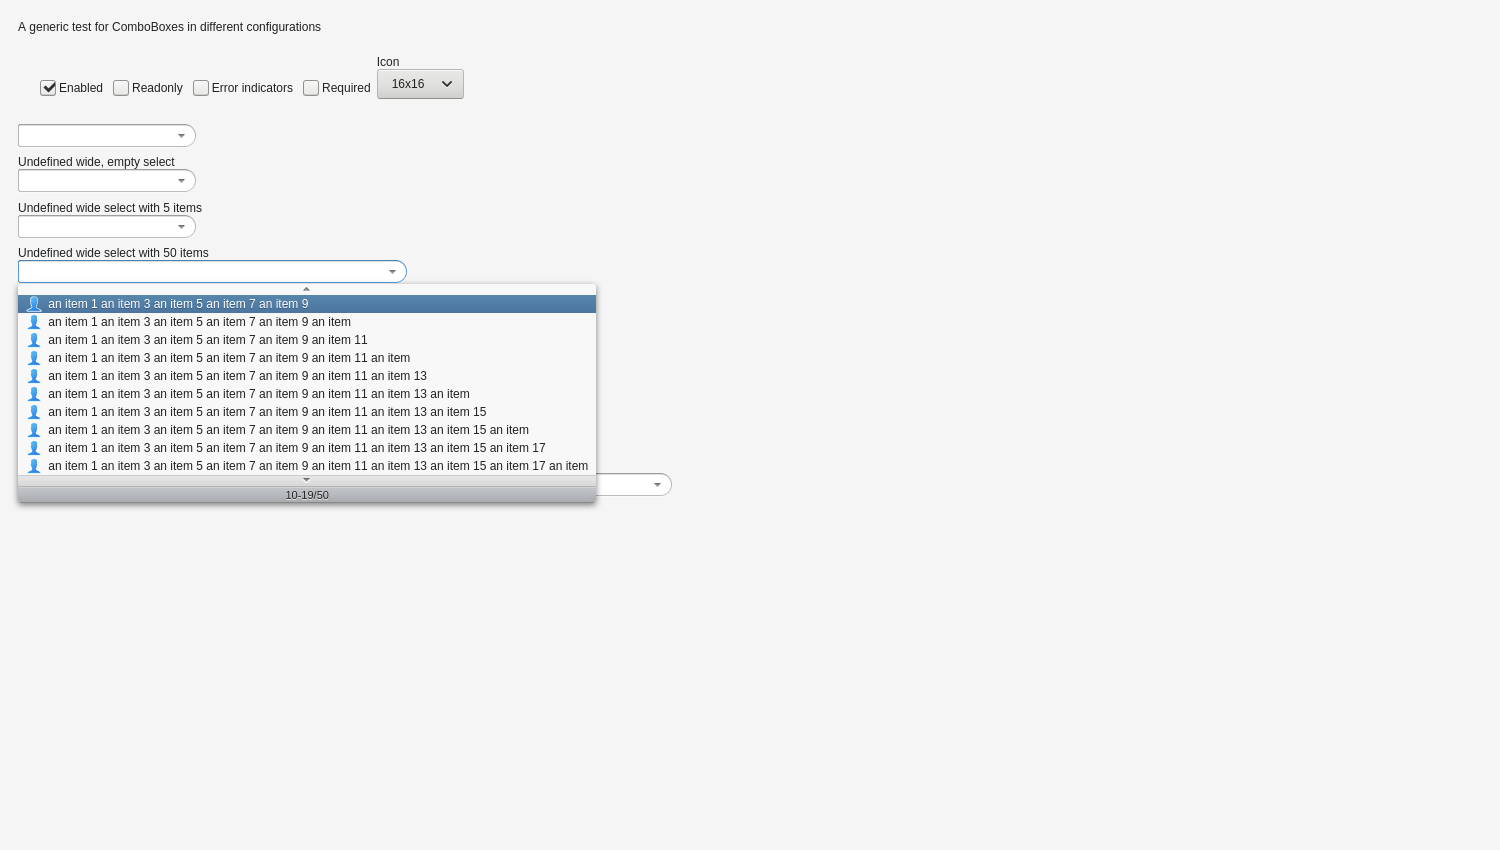 A generic test for ComboBoxes in different configurations
Icon
Enabled Readonly Error indicators Required 16x16
Undefined wide, empty select
Undefined wide select with 5 items
Undefined wide select with 50 items
an item 1 an item 3 an item 5 an item 7 an item 9
an item 1 an item 3 an item 5 an item 7 an item 9 an item
an item 1 an item 3 an item 5 an item 7 an item 9 an item 11
an item 1 an item 3 an item 5 an item 7 an item 9 an item 11 an item
an item 1 an item 3 an item 5 an item 7 an item 9 an item 11 an item 13
an item 1 an item 3 an item 5 an item 7 an item 9 an item 11 an item 13 an item
an item 1 an item 3 an item 5 an item 7 an item 9 an item 11 an item 13 an item 15
an item 1 an item 3 an item 5 an item 7 an item 9 an item 11 an item 13 an item 15 an item
an item 1 an item 3 an item 5 an item 7 an item 9 an item 11 an item 13 an item 15 an item 17
an item 1 an item 3 an item 5 an item 7 an item 9 an item 11 an item 13 an item 15 an item 17 an item
10-19/50